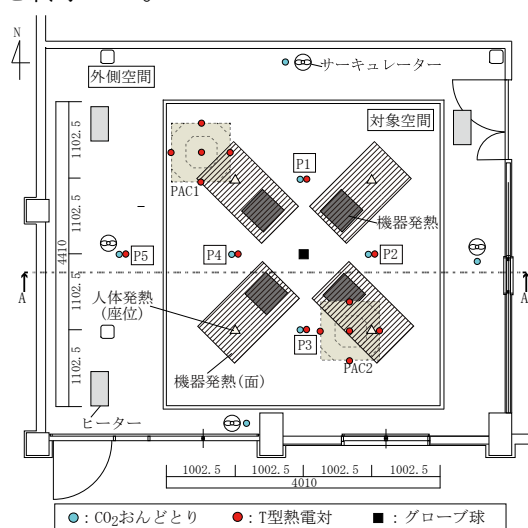 N
サーキュレーター
外側空間
対象空間
P1
PAC1
機器発熱
P5
P4
P2
A
A
人体発熱
(座位)
P3
PAC2
機器発熱(面)
ヒーター
1102.5
1102.5
1102.5
1102.5
4410
1002.5
1002.5
1002.5
1002.5
4010
:CO₂おんどとり
:T型熱電対
:グローブ球